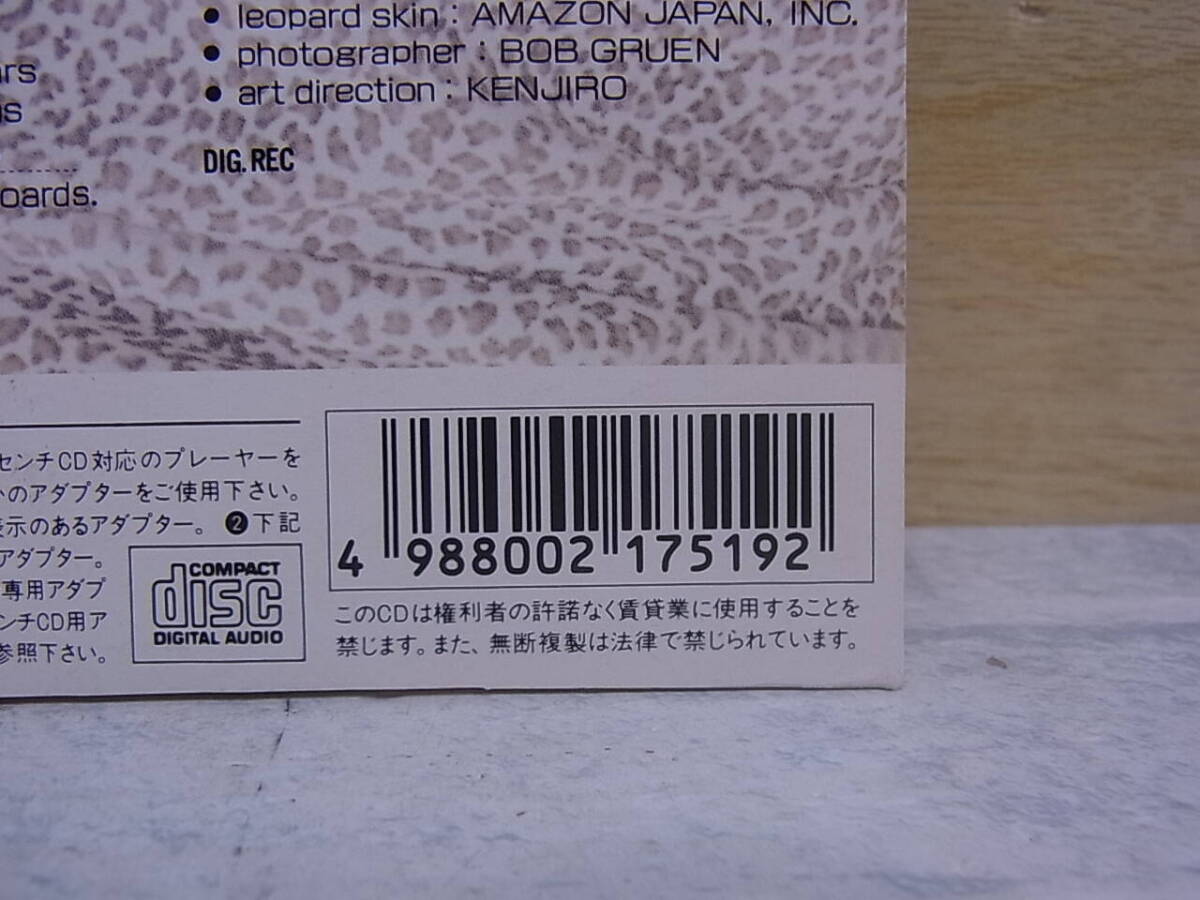 • leopard skin : AMAZON JAPAN, INC.
• photographer : BOB GRUEN
• art direction : KENJIRO
DIG. REC
oards.
センチCD対応のプレーヤーを
のアダプターをご使用下さい。
表示のあるアダプター。❷下記
アダプター。
専用アダプ
ンチCD用ア
参照下さい。
COMPACT
disc
DIGITAL AUDIO
4 988002 175192
このCDは権利者の許諾なく賃貸業に使用することを
禁じます。また、無断複製は法律で禁じられています。